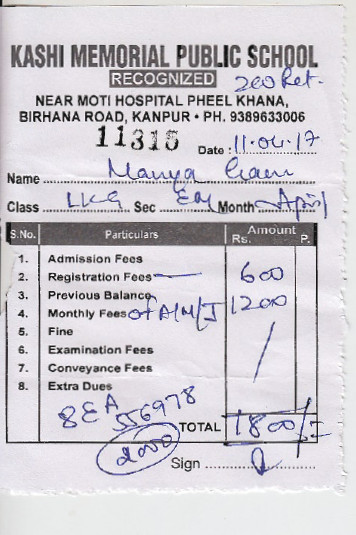 KASHI MEMORIAL PUBLIC SCHOOL
RECOGNIZED
200 Ret.
NEAR MOTI HOSPITAL PHEEL KHANA,
BIRHANA ROAD, KANPUR • PH. 9389633006
11315 Date : 11.04.17
Name Manya
Class LKG Sec Month April
S.No. Particulars Amount
Rs. P.
1. Admission Fees
2. Registration Fees — 600
3. Previous Balance
4. Monthly Fees of A/M/J 1200
5. Fine
6. Examination Fees
7. Conveyance Fees
8. Extra Dues
8EA
556978
TOTAL 1800/-
2000
Sign